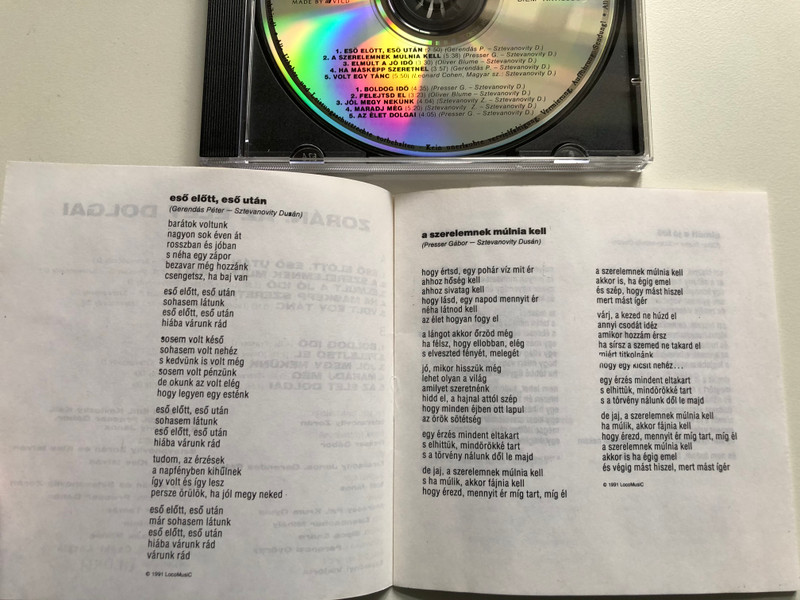 MADE BY
1. ESŐ ELŐTT, ESŐ UTÁN (Gerendás P. – Sztevanovity D.)
2. A SZERELEMNEK MÚLNIA KELL (5:38) (Presser G. – Sztevanovity D.)
3. ELMÚLT A JÓ IDŐ (Oliver Blume – Sztevanovity D.)
4. HA MÁSKÉPP SZERETNÉL (3:57) (Gerendás P. – Sztevanovity D.)
5. VOLT EGY TÁNC (5:50) (Leonard Cohen, Magyar sz.: Sztevanovity D.)
1. BOLDOG IDŐ (4:35) (Presser G. – Sztevanovity D.)
2. FELEJTSD EL (3:23) (Oliver Blume – Sztevanovity D.)
3. JÓL MEGY NEKÜNK (4:04) (Sztevanovity Z. – Sztevanovity D.)
4. MARADJ MÉG (5:20) (Sztevanovity Z. – Sztevanovity D.)
5. AZ ÉLET DOLGAI (4:05) (Presser G. – Sztevanovity D.)
eső előtt, eső után
(Gerendás Péter – Sztevanovity Dusán)
barátok voltunk
nagyon sok éven át
rosszban és jóban
s néha egy zápor
bezavar még hozzánk
csengetsz, ha baj van
eső előtt, eső után
sohasem látunk
eső előtt, eső után
hiába várunk rád
sosem volt késő
sohasem volt nehéz
s kedvünk is volt még
sosem volt pénzünk
de okunk az volt elég
hogy legyen egy esténk
eső előtt, eső után
sohasem látunk
eső előtt, eső után
hiába várunk rád
tudom, az érzések
a napfényben kihűlnek
így volt és így lesz
persze örülök, ha jól megy neked
eső előtt, eső után
már sohasem látunk
eső előtt, eső után
hiába várunk rád
várunk rád
© 1991 LocoMusiC
a szerelemnek múlnia kell
(Presser Gábor – Sztevanovity Dusán)
hogy értsd, egy pohár víz mit ér
ahhoz hőség kell
ahhoz sivatag kell
hogy lásd, egy napod mennyit ér
néha látnod kell
az élet hogyan fogy el
a lángot akkor őrzöd még
ha félsz, hogy ellobban, elég
s elveszted fényét, melegét
jó, mikor hisszük még
lehet olyan a világ
amilyet szeretnénk
hidd el, a hajnal attól szép
hogy minden éjben ott lapul
az örök sötétség
egy érzés mindent eltakart
s elhittük, mindörökké tart
s a törvény nálunk dől le majd
de jaj, a szerelemnek múlnia kell
s ha múlik, akkor fájnia kell
hogy érezd, mennyit ér míg tart, míg él
a szerelemnek múlnia kell
akkor is, ha égig emel
és szép, hogy mást hiszel
mert mást ígér
várj, a kezed ne húzd el
annyi csodát idéz
amikor hozzám érsz
ha sírsz a szemed ne takard el
miért titkolnánk
hogy egy kicsit nehéz...
egy érzés mindent eltakart
s elhittük, mindörökké tart
s a törvény nálunk dől le majd
de jaj, a szerelemnek múlnia kell
ha múlik, akkor fájnia kell
hogy érezd, mennyit ér míg tart, míg él
a szerelemnek múlnia kell
akkor is ha égig emel
és végig mást hiszel, mert mást ígér
© 1991 LocoMusiC